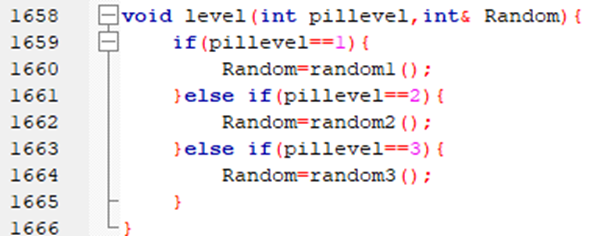 1658 void level(int pillevel,int& Random){
1659 if(pillevel==1){
1660 Random=random1();
1661 }else if(pillevel==2){
1662 Random=random2();
1663 }else if(pillevel==3){
1664 Random=random3();
1665 }
1666 }